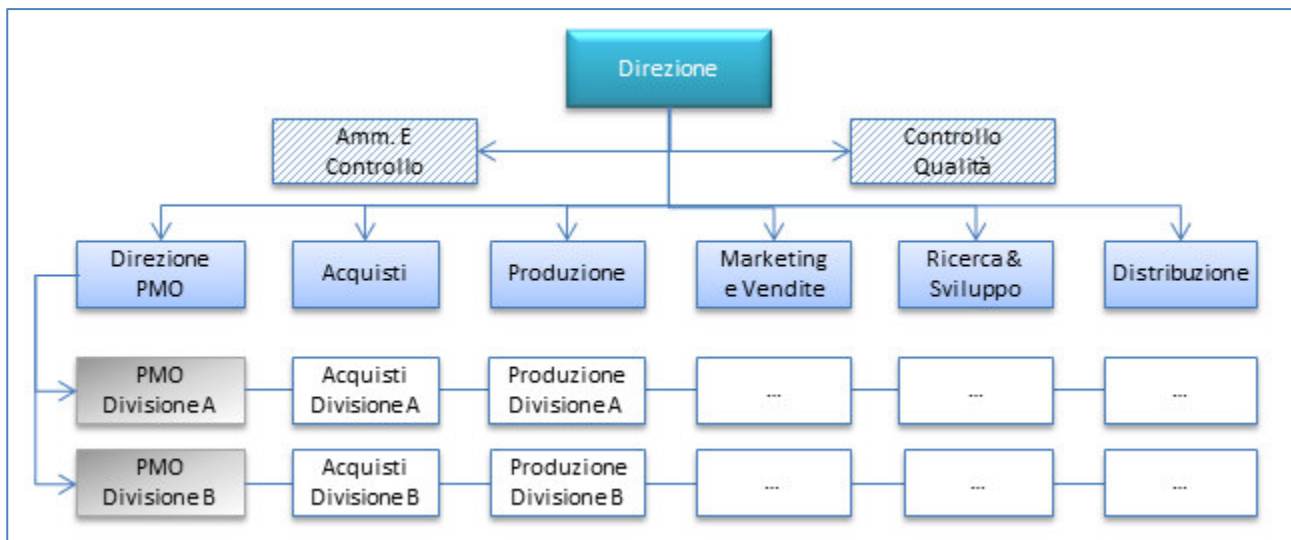 Direzione
Amm. E
Controllo
Controllo
Qualità
Direzione
PMO
Acquisti
Produzione
Marketing
e Vendite
Ricerca &
Sviluppo
Distribuzione
PMO
Divisione A
Acquisti
Divisione A
Produzione
Divisione A
...
...
...
PMO
Divisione B
Acquisti
Divisione B
Produzione
Divisione B
...
...
...